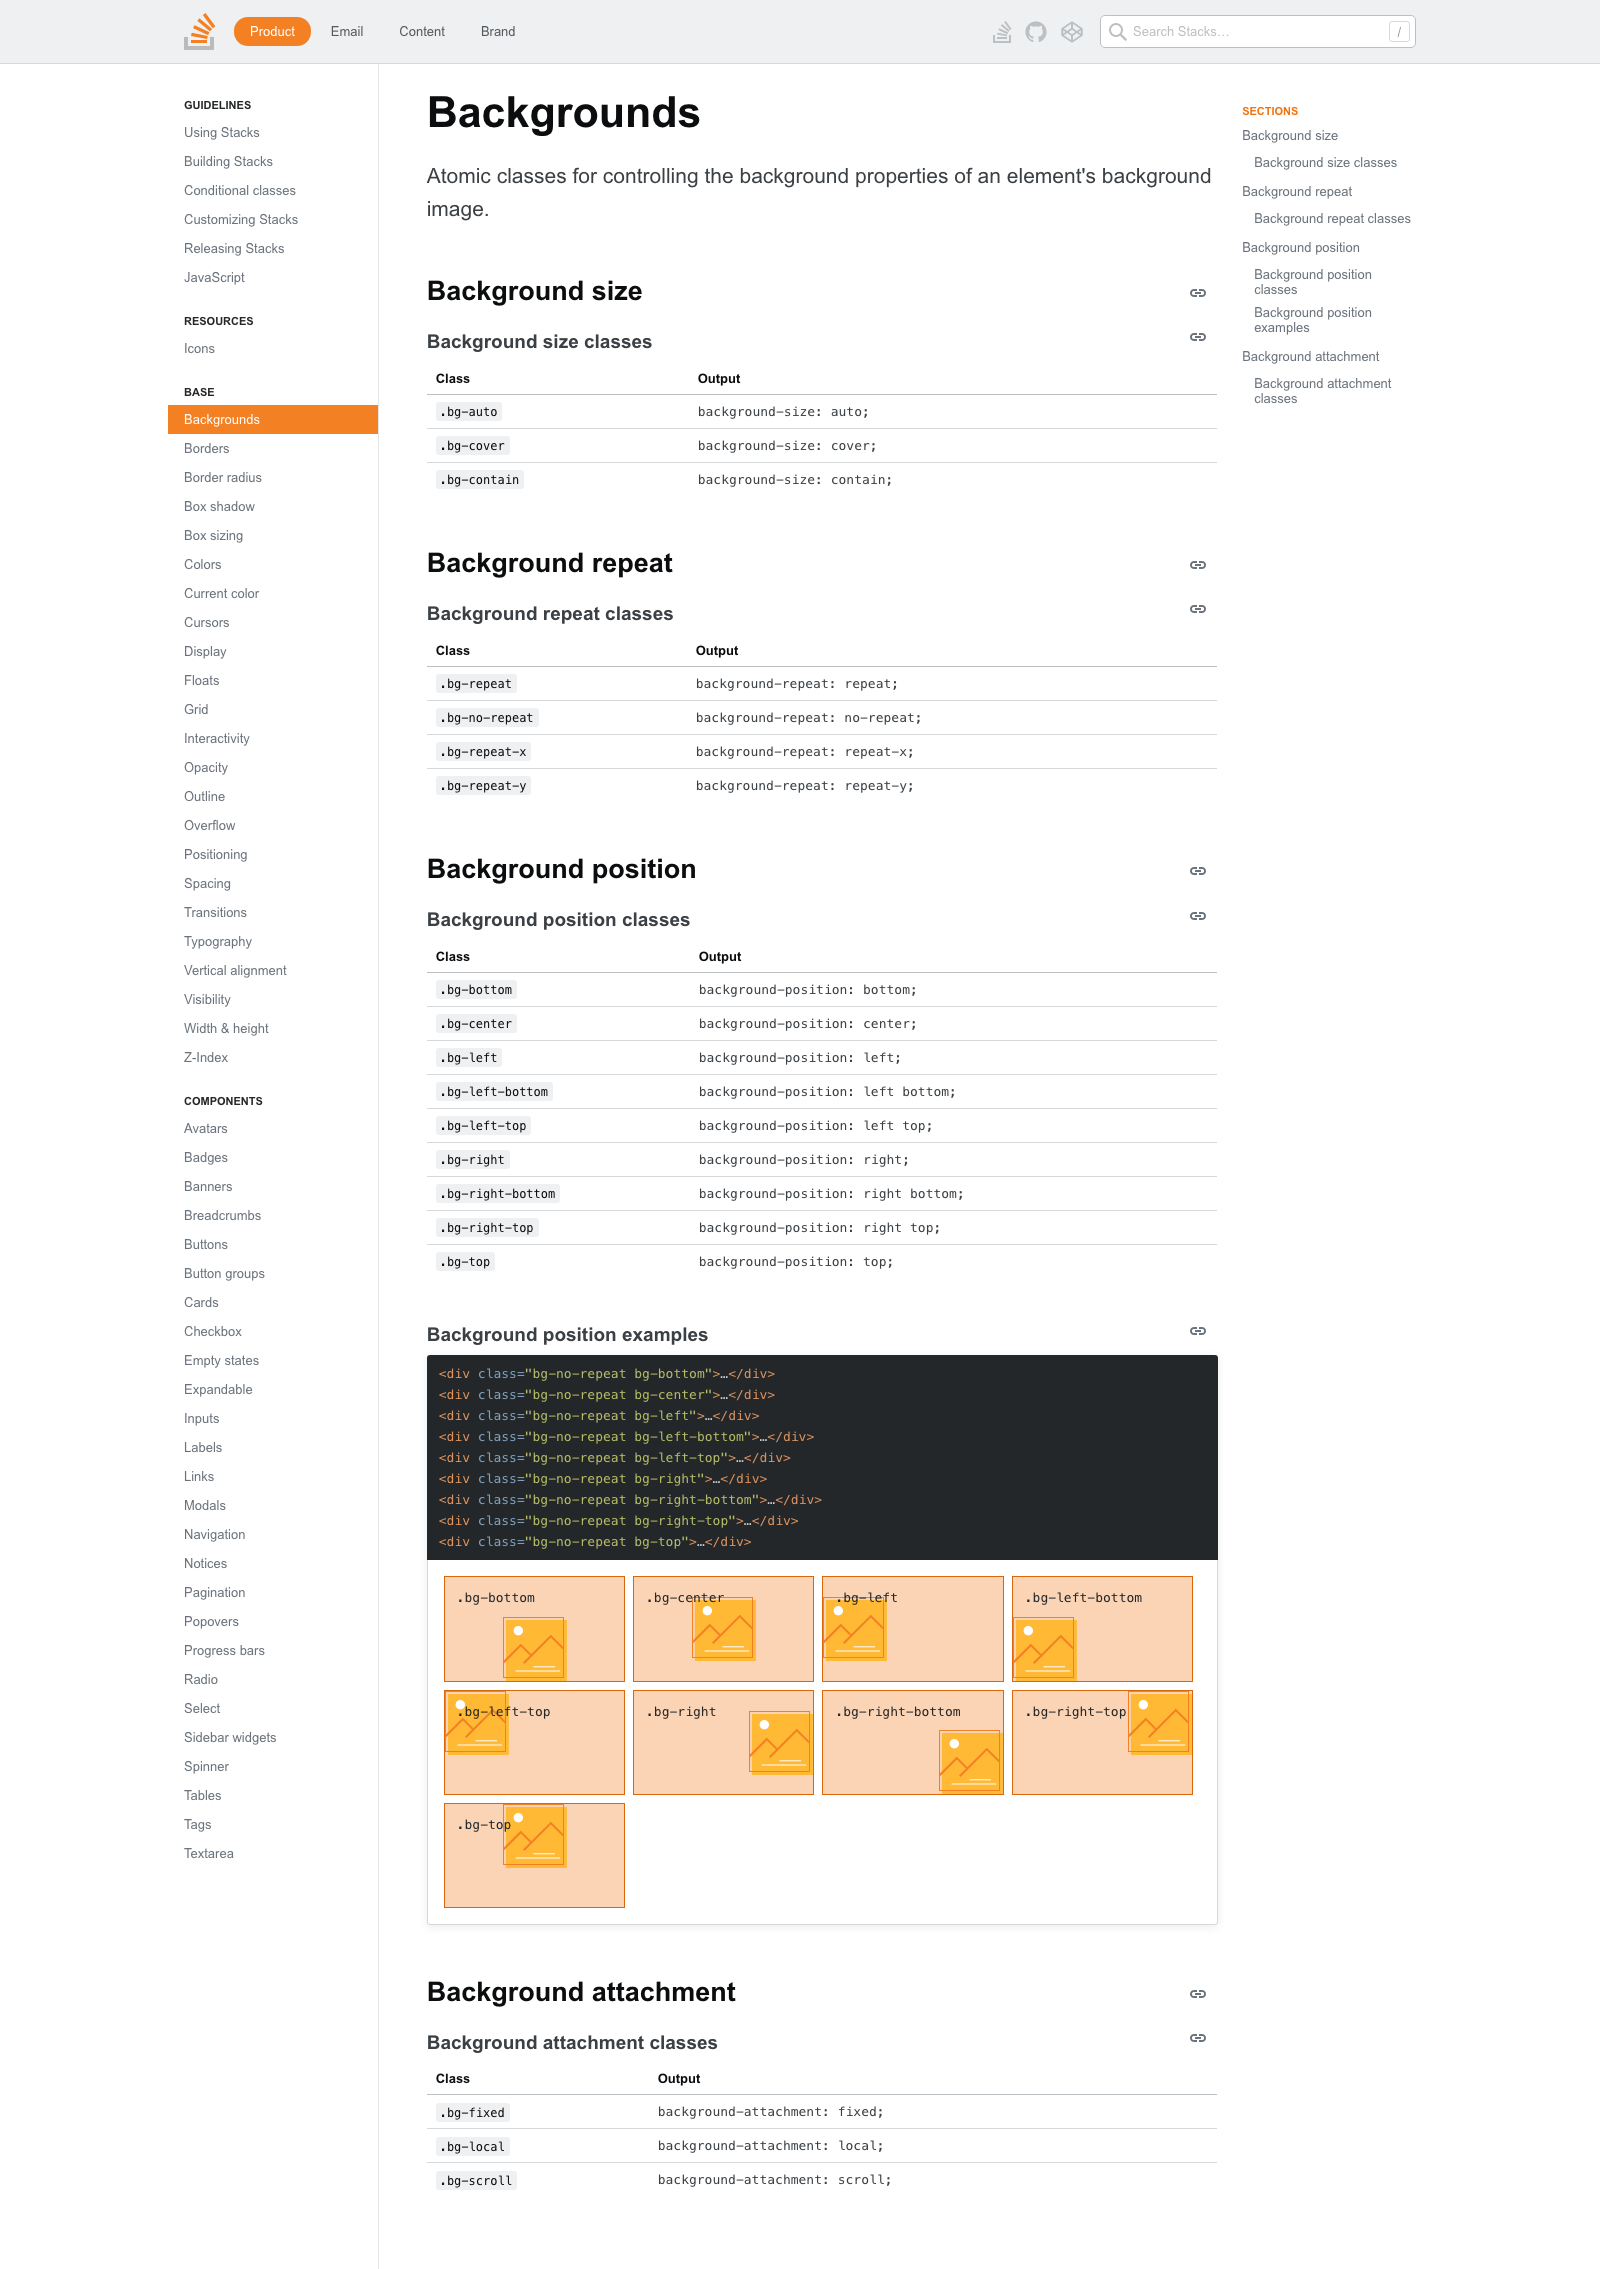 Product
Email
Content
Brand
Search Stacks…
/
GUIDELINES
Using Stacks
Building Stacks
Conditional classes
Customizing Stacks
Releasing Stacks
JavaScript
RESOURCES
Icons
BASE
Backgrounds
Borders
Border radius
Box shadow
Box sizing
Colors
Current color
Cursors
Display
Floats
Grid
Interactivity
Opacity
Outline
Overflow
Positioning
Spacing
Transitions
Typography
Vertical alignment
Visibility
Width & height
Z-Index
COMPONENTS
Avatars
Badges
Banners
Breadcrumbs
Buttons
Button groups
Cards
Checkbox
Empty states
Expandable
Inputs
Labels
Links
Modals
Navigation
Notices
Pagination
Popovers
Progress bars
Radio
Select
Sidebar widgets
Spinner
Tables
Tags
Textarea
Backgrounds
Atomic classes for controlling the background properties of an element's background
image.
Background size
Background size classes
Class Output
.bg-auto background-size: auto;
.bg-cover background-size: cover;
.bg-contain background-size: contain;
Background repeat
Background repeat classes
Class Output
.bg-repeat background-repeat: repeat;
.bg-no-repeat background-repeat: no-repeat;
.bg-repeat-x background-repeat: repeat-x;
.bg-repeat-y background-repeat: repeat-y;
Background position
Background position classes
Class Output
.bg-bottom background-position: bottom;
.bg-center background-position: center;
.bg-left background-position: left;
.bg-left-bottom background-position: left bottom;
.bg-left-top background-position: left top;
.bg-right background-position: right;
.bg-right-bottom background-position: right bottom;
.bg-right-top background-position: right top;
.bg-top background-position: top;
Background position examples
<div class="bg-no-repeat bg-bottom">…</div>
<div class="bg-no-repeat bg-center">…</div>
<div class="bg-no-repeat bg-left">…</div>
<div class="bg-no-repeat bg-left-bottom">…</div>
<div class="bg-no-repeat bg-left-top">…</div>
<div class="bg-no-repeat bg-right">…</div>
<div class="bg-no-repeat bg-right-bottom">…</div>
<div class="bg-no-repeat bg-right-top">…</div>
<div class="bg-no-repeat bg-top">…</div>
.bg-bottom
.bg-center
.bg-left
.bg-left-bottom
.bg-left-top
.bg-right
.bg-right-bottom
.bg-right-top
.bg-top
Background attachment
Background attachment classes
Class Output
.bg-fixed background-attachment: fixed;
.bg-local background-attachment: local;
.bg-scroll background-attachment: scroll;
SECTIONS
Background size
Background size classes
Background repeat
Background repeat classes
Background position
Background position
classes
Background position
examples
Background attachment
Background attachment
classes